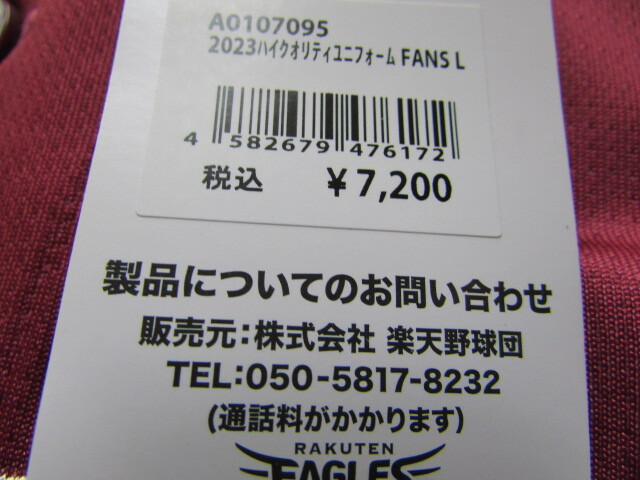 A0107095
2023ハイクオリティユニフォーム FANS L
4 582679 476172
税込 ¥7,200
製品についてのお問い合わせ
販売元:株式会社 楽天野球団
TEL:050-5817-8232
(通話料がかかります)
RAKUTEN
EAGLES